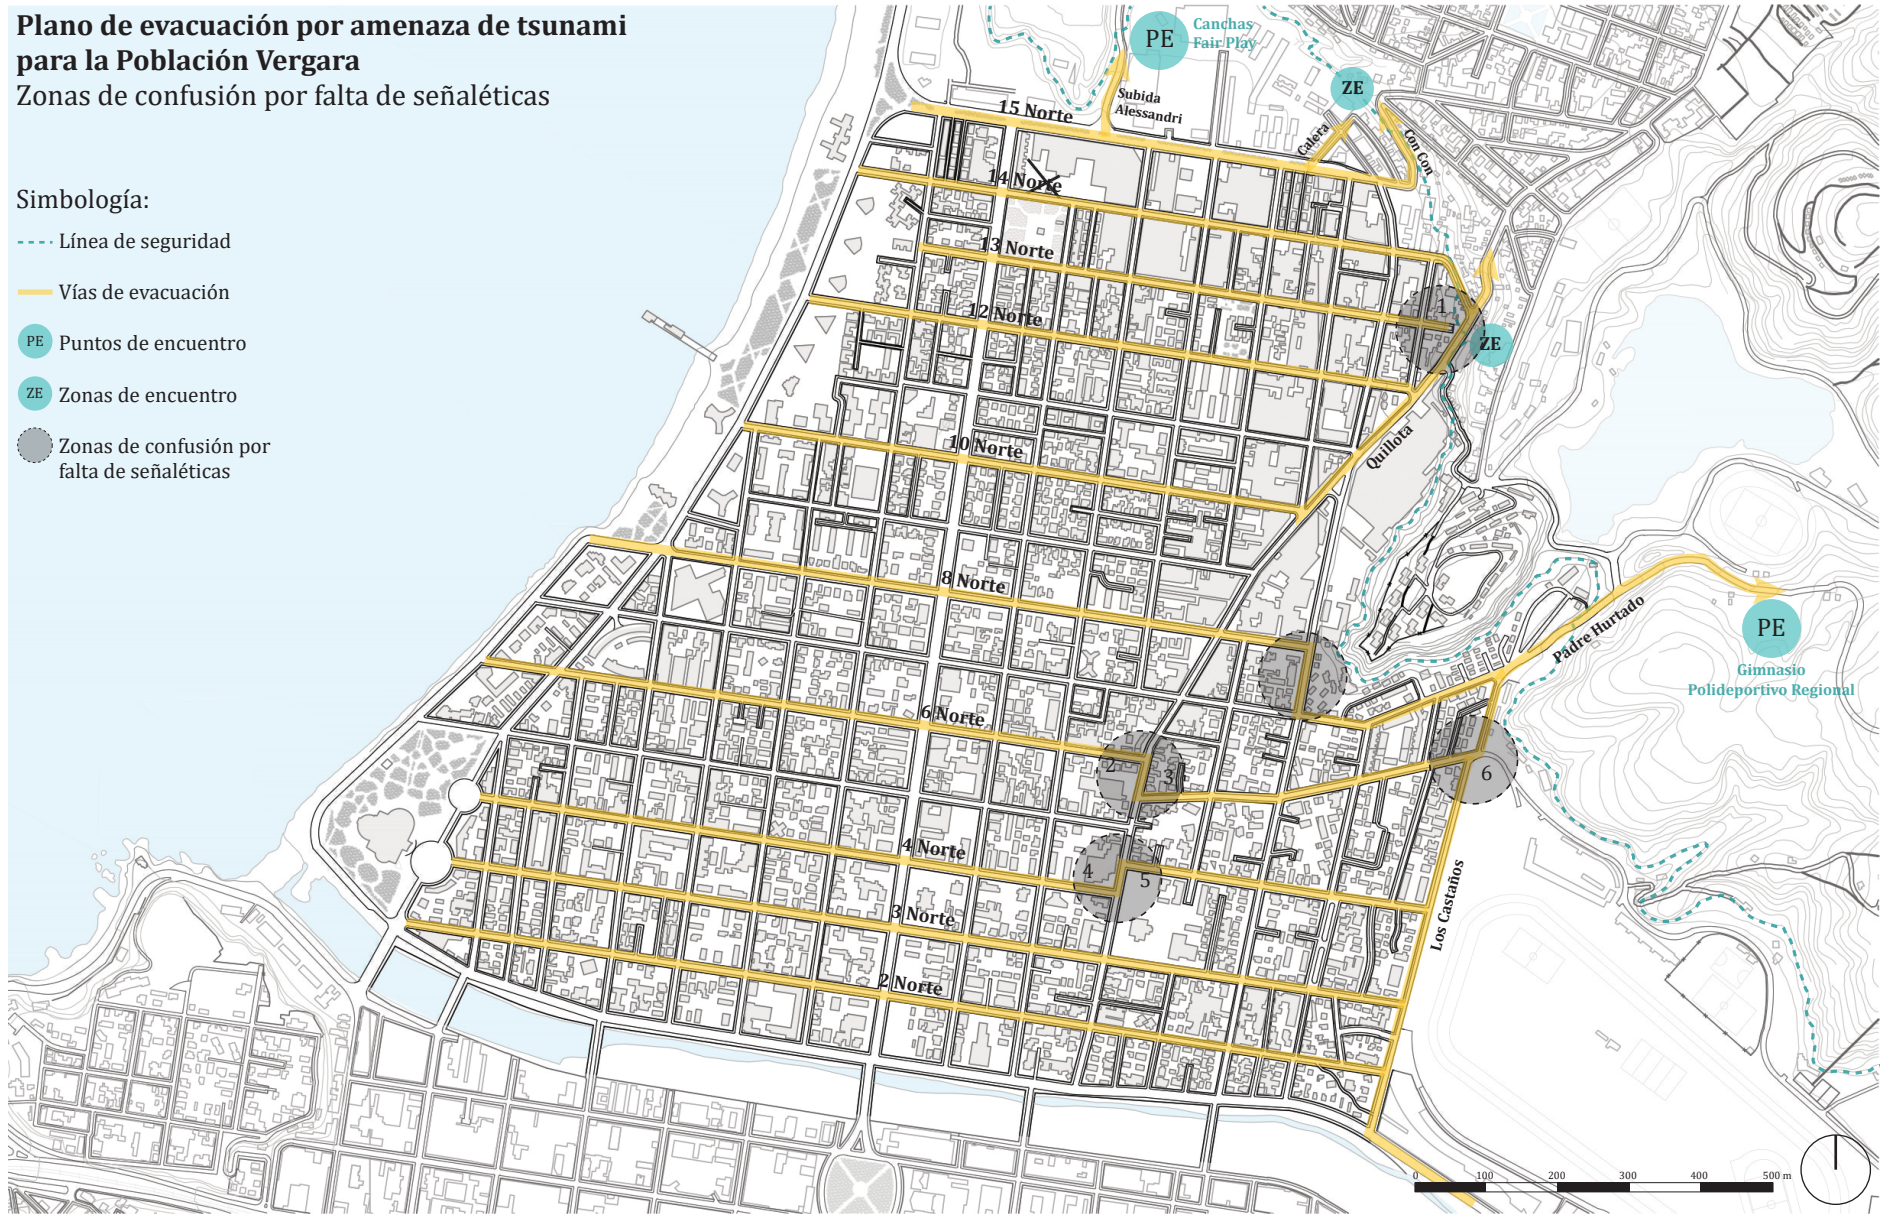 Plano de evacuación por amenaza de tsunami
para la Población Vergara
Zonas de confusión por falta de señaléticas
Simbología:
Línea de seguridad
Vías de evacuación
PE Puntos de encuentro
ZE Zonas de encuentro
Zonas de confusión por
falta de señaléticas
PE
Canchas
Fair Play
ZE
Subida
Alessandri
15 Norte
Calera
Con Con
14 Norte
13 Norte
12 Norte
1
ZE
10 Norte
Quillota
8 Norte
Padre Hurtado
PE
Gimnasio
Polideportivo Regional
6 Norte
2
3
6
4 Norte
4
5
Los Castaños
3 Norte
2 Norte
0 100 200 300 400 500 m